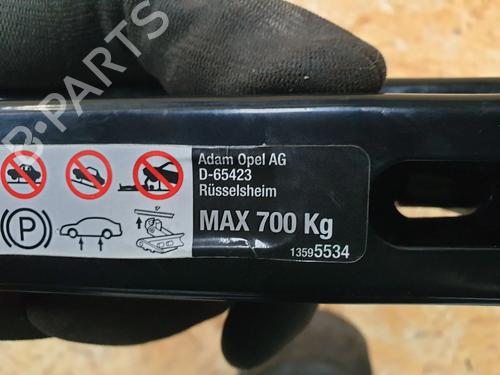 B-PARTS
Adam Opel AG
D-65423
Rüsselsheim
MAX 700 Kg
13595534
(P)